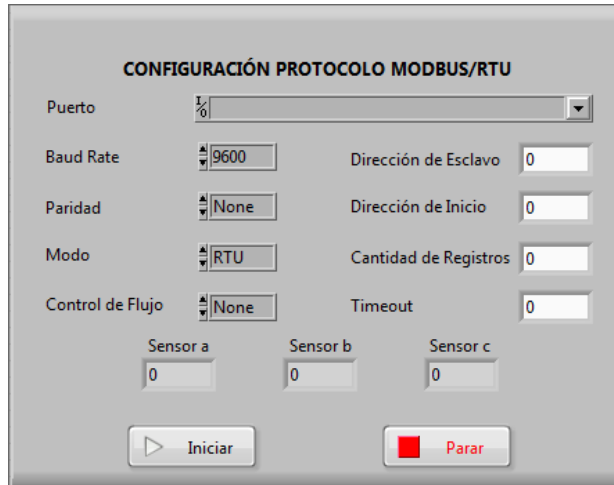 CONFIGURACIÓN PROTOCOLO MODBUS/RTU
Puerto I/O
Baud Rate 9600 Dirección de Esclavo 0
Paridad None Dirección de Inicio 0
Modo RTU Cantidad de Registros 0
Control de Flujo None Timeout 0
Sensor a Sensor b Sensor c
0 0 0
Iniciar Parar